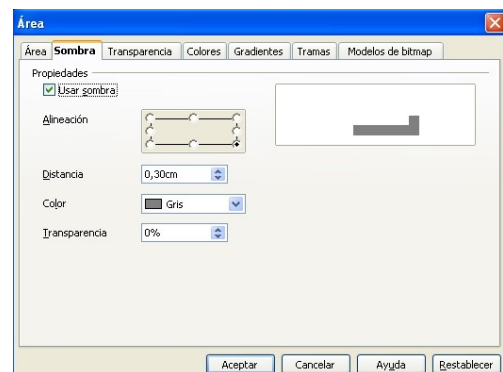 Área
Área Sombra Transparencia Colores Gradientes Tramas Modelos de bitmap
Propiedades
Usar sombra
Alineación
Distancia 0,30cm
Color Gris
Transparencia 0%
Aceptar Cancelar Ayuda Restablecer